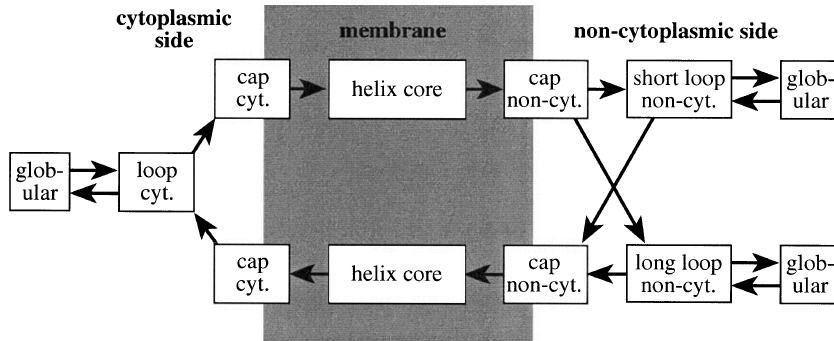 cytoplasmic
side
membrane
non-cytoplasmic side
cap
cyt.
helix core
cap
non-cyt.
short loop
non-cyt.
glob-
ular
glob-
ular
loop
cyt.
cap
cyt.
helix core
cap
non-cyt.
long loop
non-cyt.
glob-
ular